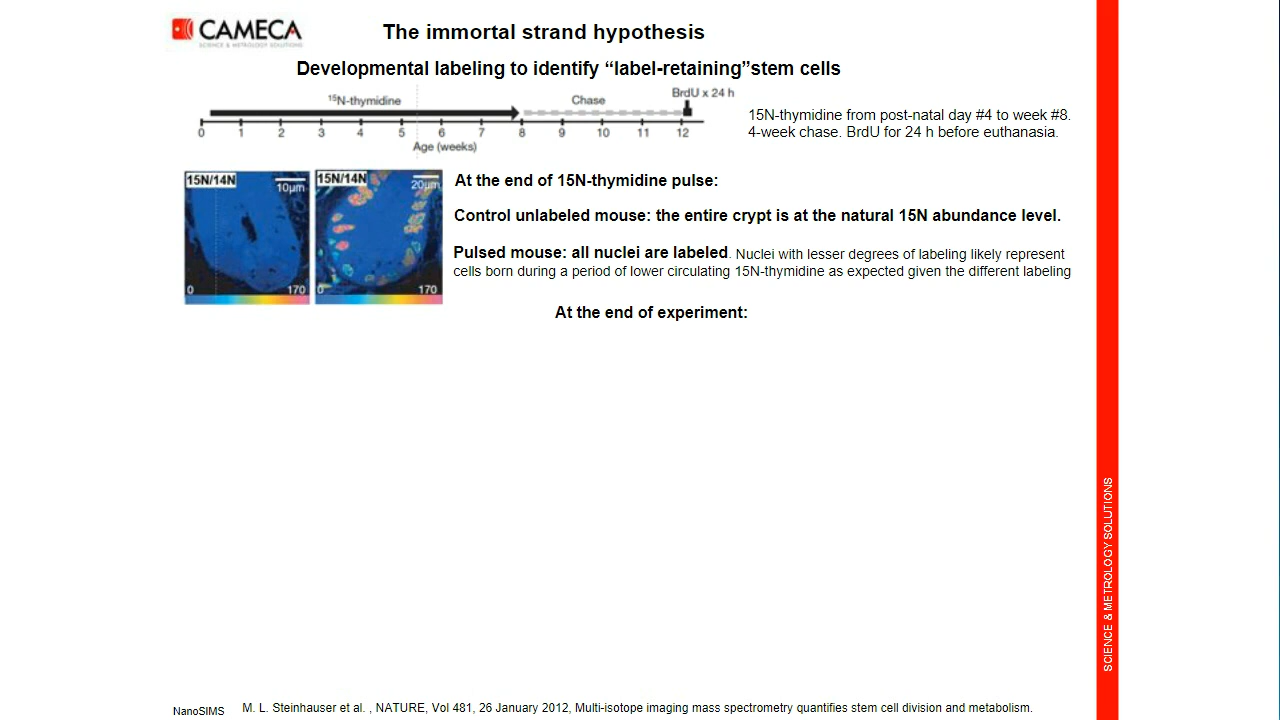 CAMECA
SCIENCE & METROLOGY SOLUTIONS
The immortal strand hypothesis
Developmental labeling to identify “label-retaining”stem cells
15N-thymidine
Chase
BrdU x 24 h
0 1 2 3 4 5 6 7 8 9 10 11 12
Age (weeks)
15N-thymidine from post-natal day #4 to week #8.
4-week chase. BrdU for 24 h before euthanasia.
15N/14N
10µm
0 170
15N/14N
20µm
0 170
At the end of 15N-thymidine pulse:
Control unlabeled mouse: the entire crypt is at the natural 15N abundance level.
Pulsed mouse: all nuclei are labeled. Nuclei with lesser degrees of labeling likely represent
cells born during a period of lower circulating 15N-thymidine as expected given the different labeling
At the end of experiment:
SCIENCE & METROLOGY SOLUTIONS
NanoSIMS
M. L. Steinhauser et al. , NATURE, Vol 481, 26 January 2012, Multi-isotope imaging mass spectrometry quantifies stem cell division and metabolism.